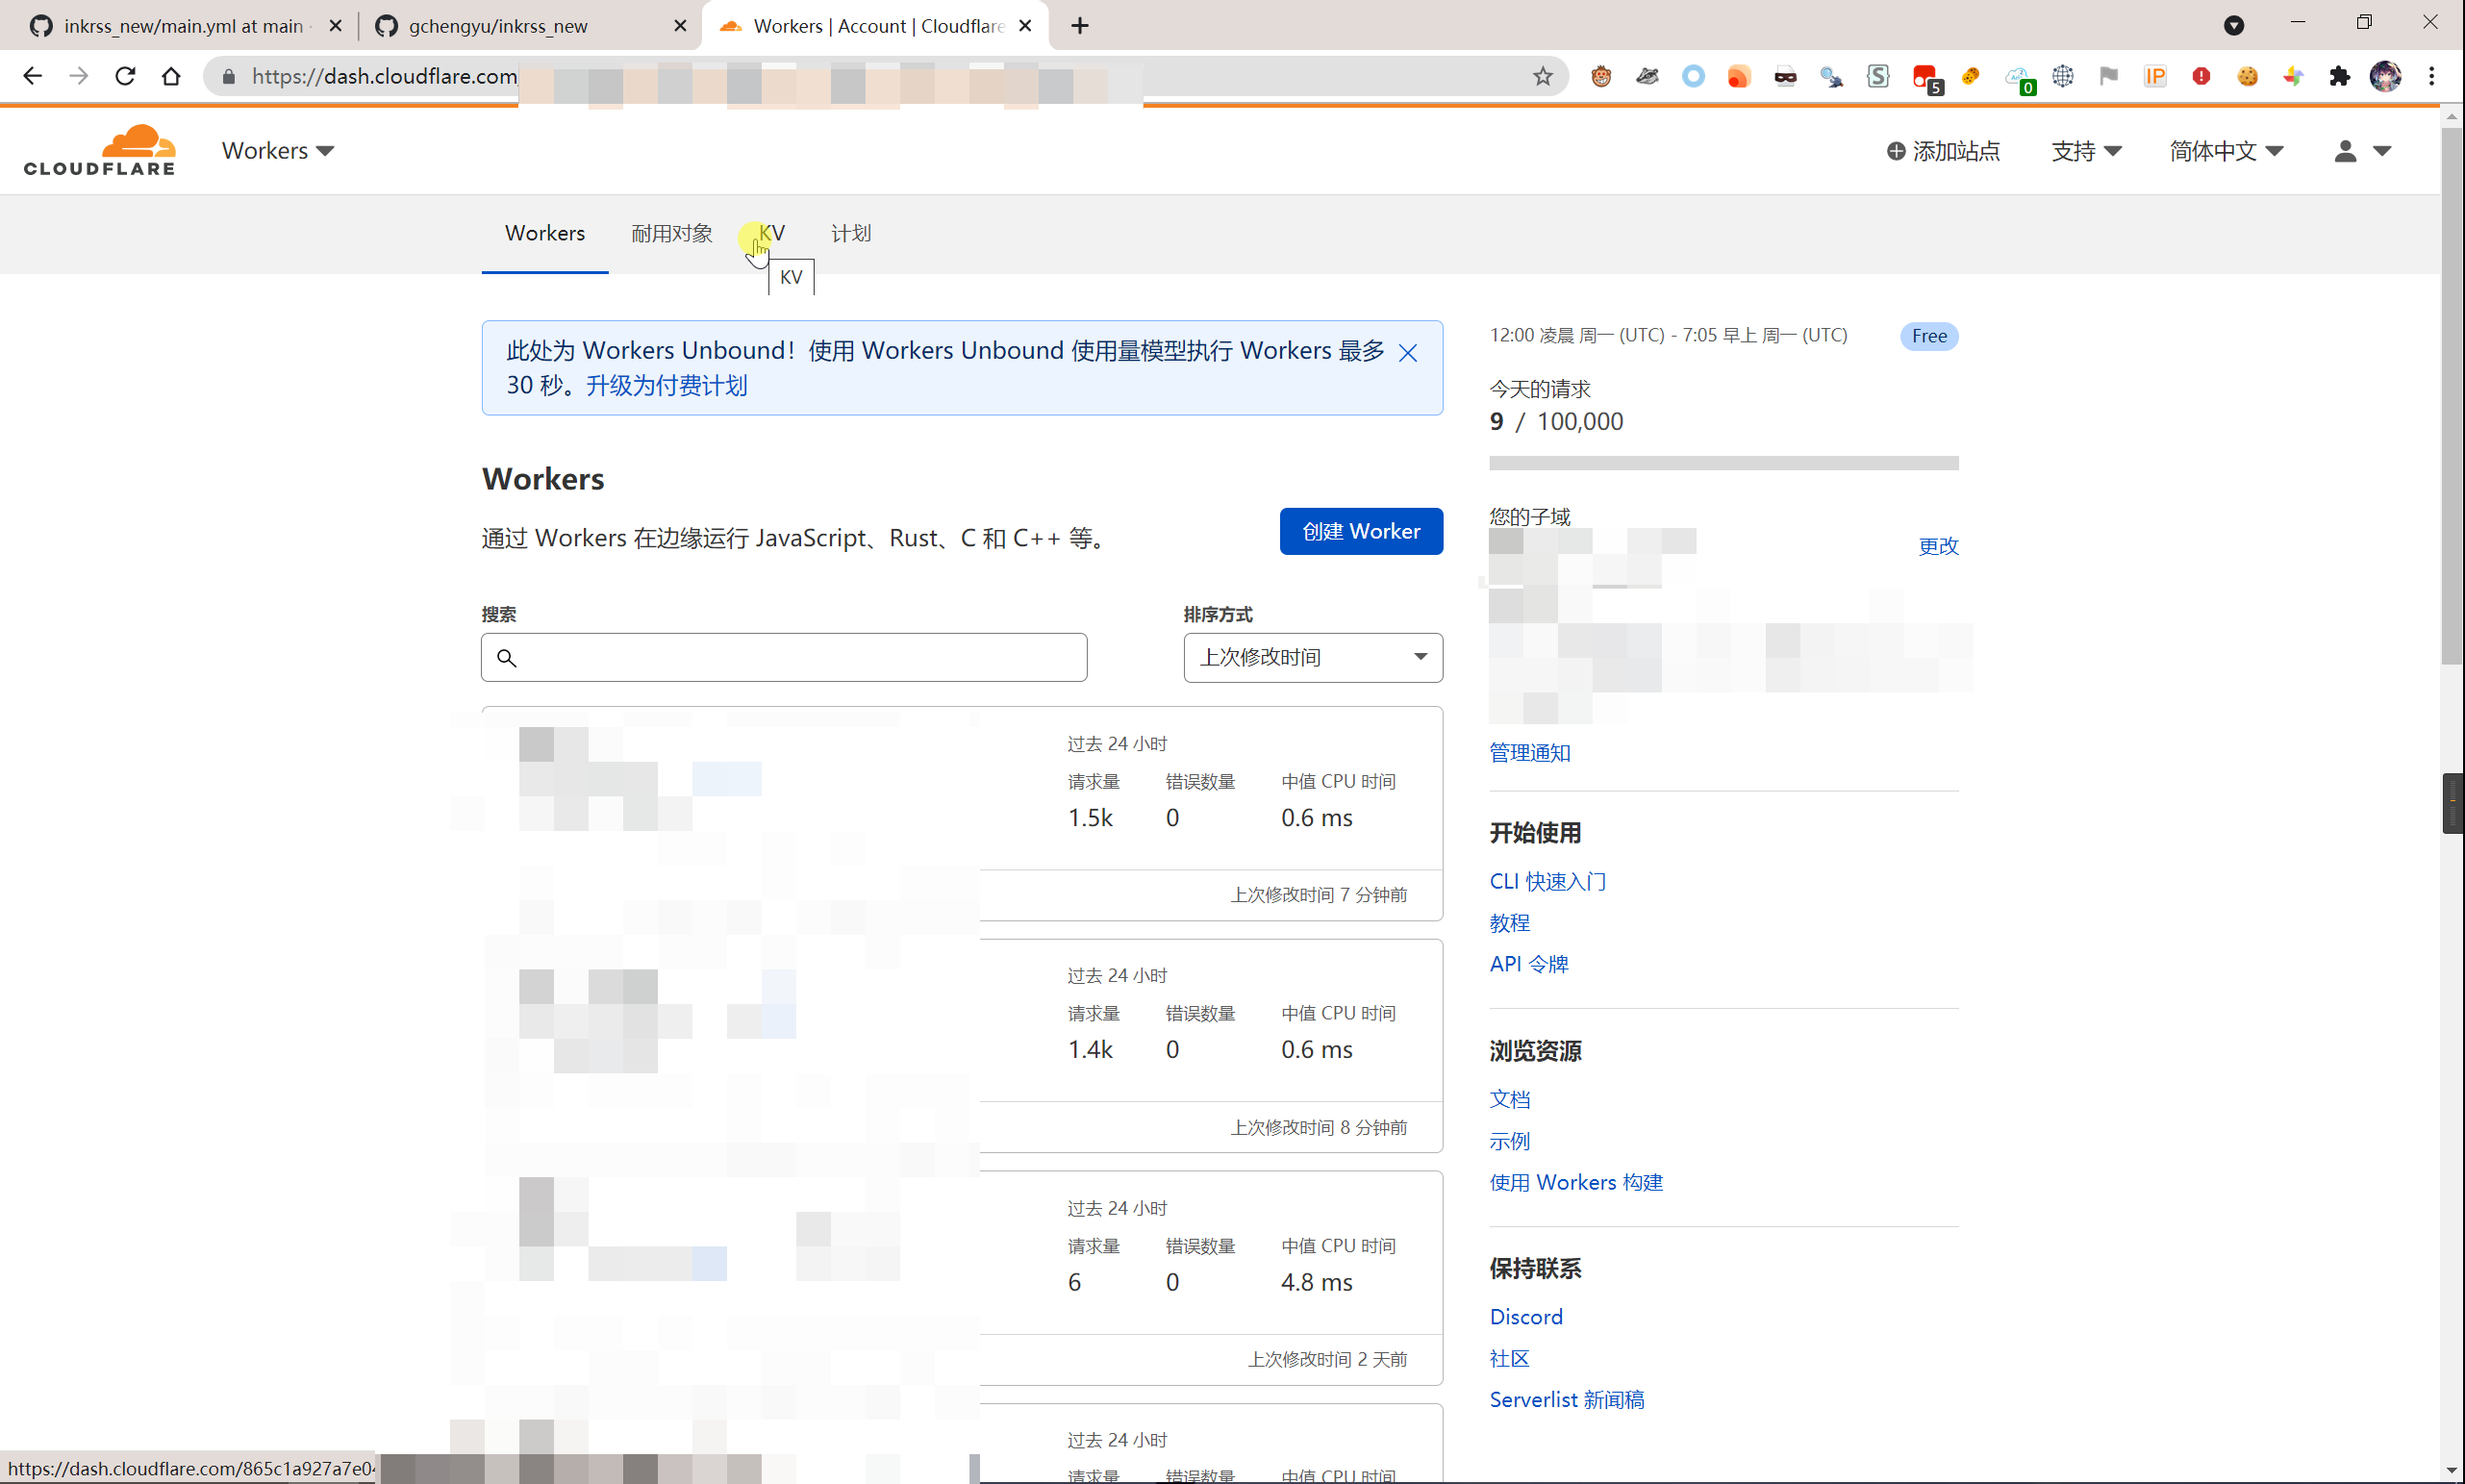 inkrss_new/main.yml at main
gchengyu/inkrss_new
Workers | Account | Cloudflare
https://dash.cloudflare.com
5
0
IP
CLOUDFLARE
Workers
添加站点
支持
简体中文
Workers
耐用对象
KV
计划
KV
此处为 Workers Unbound！使用 Workers Unbound 使用量模型执行 Workers 最多
30 秒。升级为付费计划
12:00 凌晨 周一 (UTC) - 7:05 早上 周一 (UTC)
Free
今天的请求
9 / 100,000
Workers
通过 Workers 在边缘运行 JavaScript、Rust、C 和 C++ 等。
创建 Worker
您的子域
更改
搜索
排序方式
上次修改时间
过去 24 小时
请求量 错误数量 中值 CPU 时间
1.5k 0 0.6 ms
上次修改时间 7 分钟前
过去 24 小时
请求量 错误数量 中值 CPU 时间
1.4k 0 0.6 ms
上次修改时间 8 分钟前
过去 24 小时
请求量 错误数量 中值 CPU 时间
6 0 4.8 ms
上次修改时间 2 天前
过去 24 小时
请求量 错误数量 中值 CPU 时间
管理通知
开始使用
CLI 快速入门
教程
API 令牌
浏览资源
文档
示例
使用 Workers 构建
保持联系
Discord
社区
Serverlist 新闻稿
https://dash.cloudflare.com/865c1a927a7e04